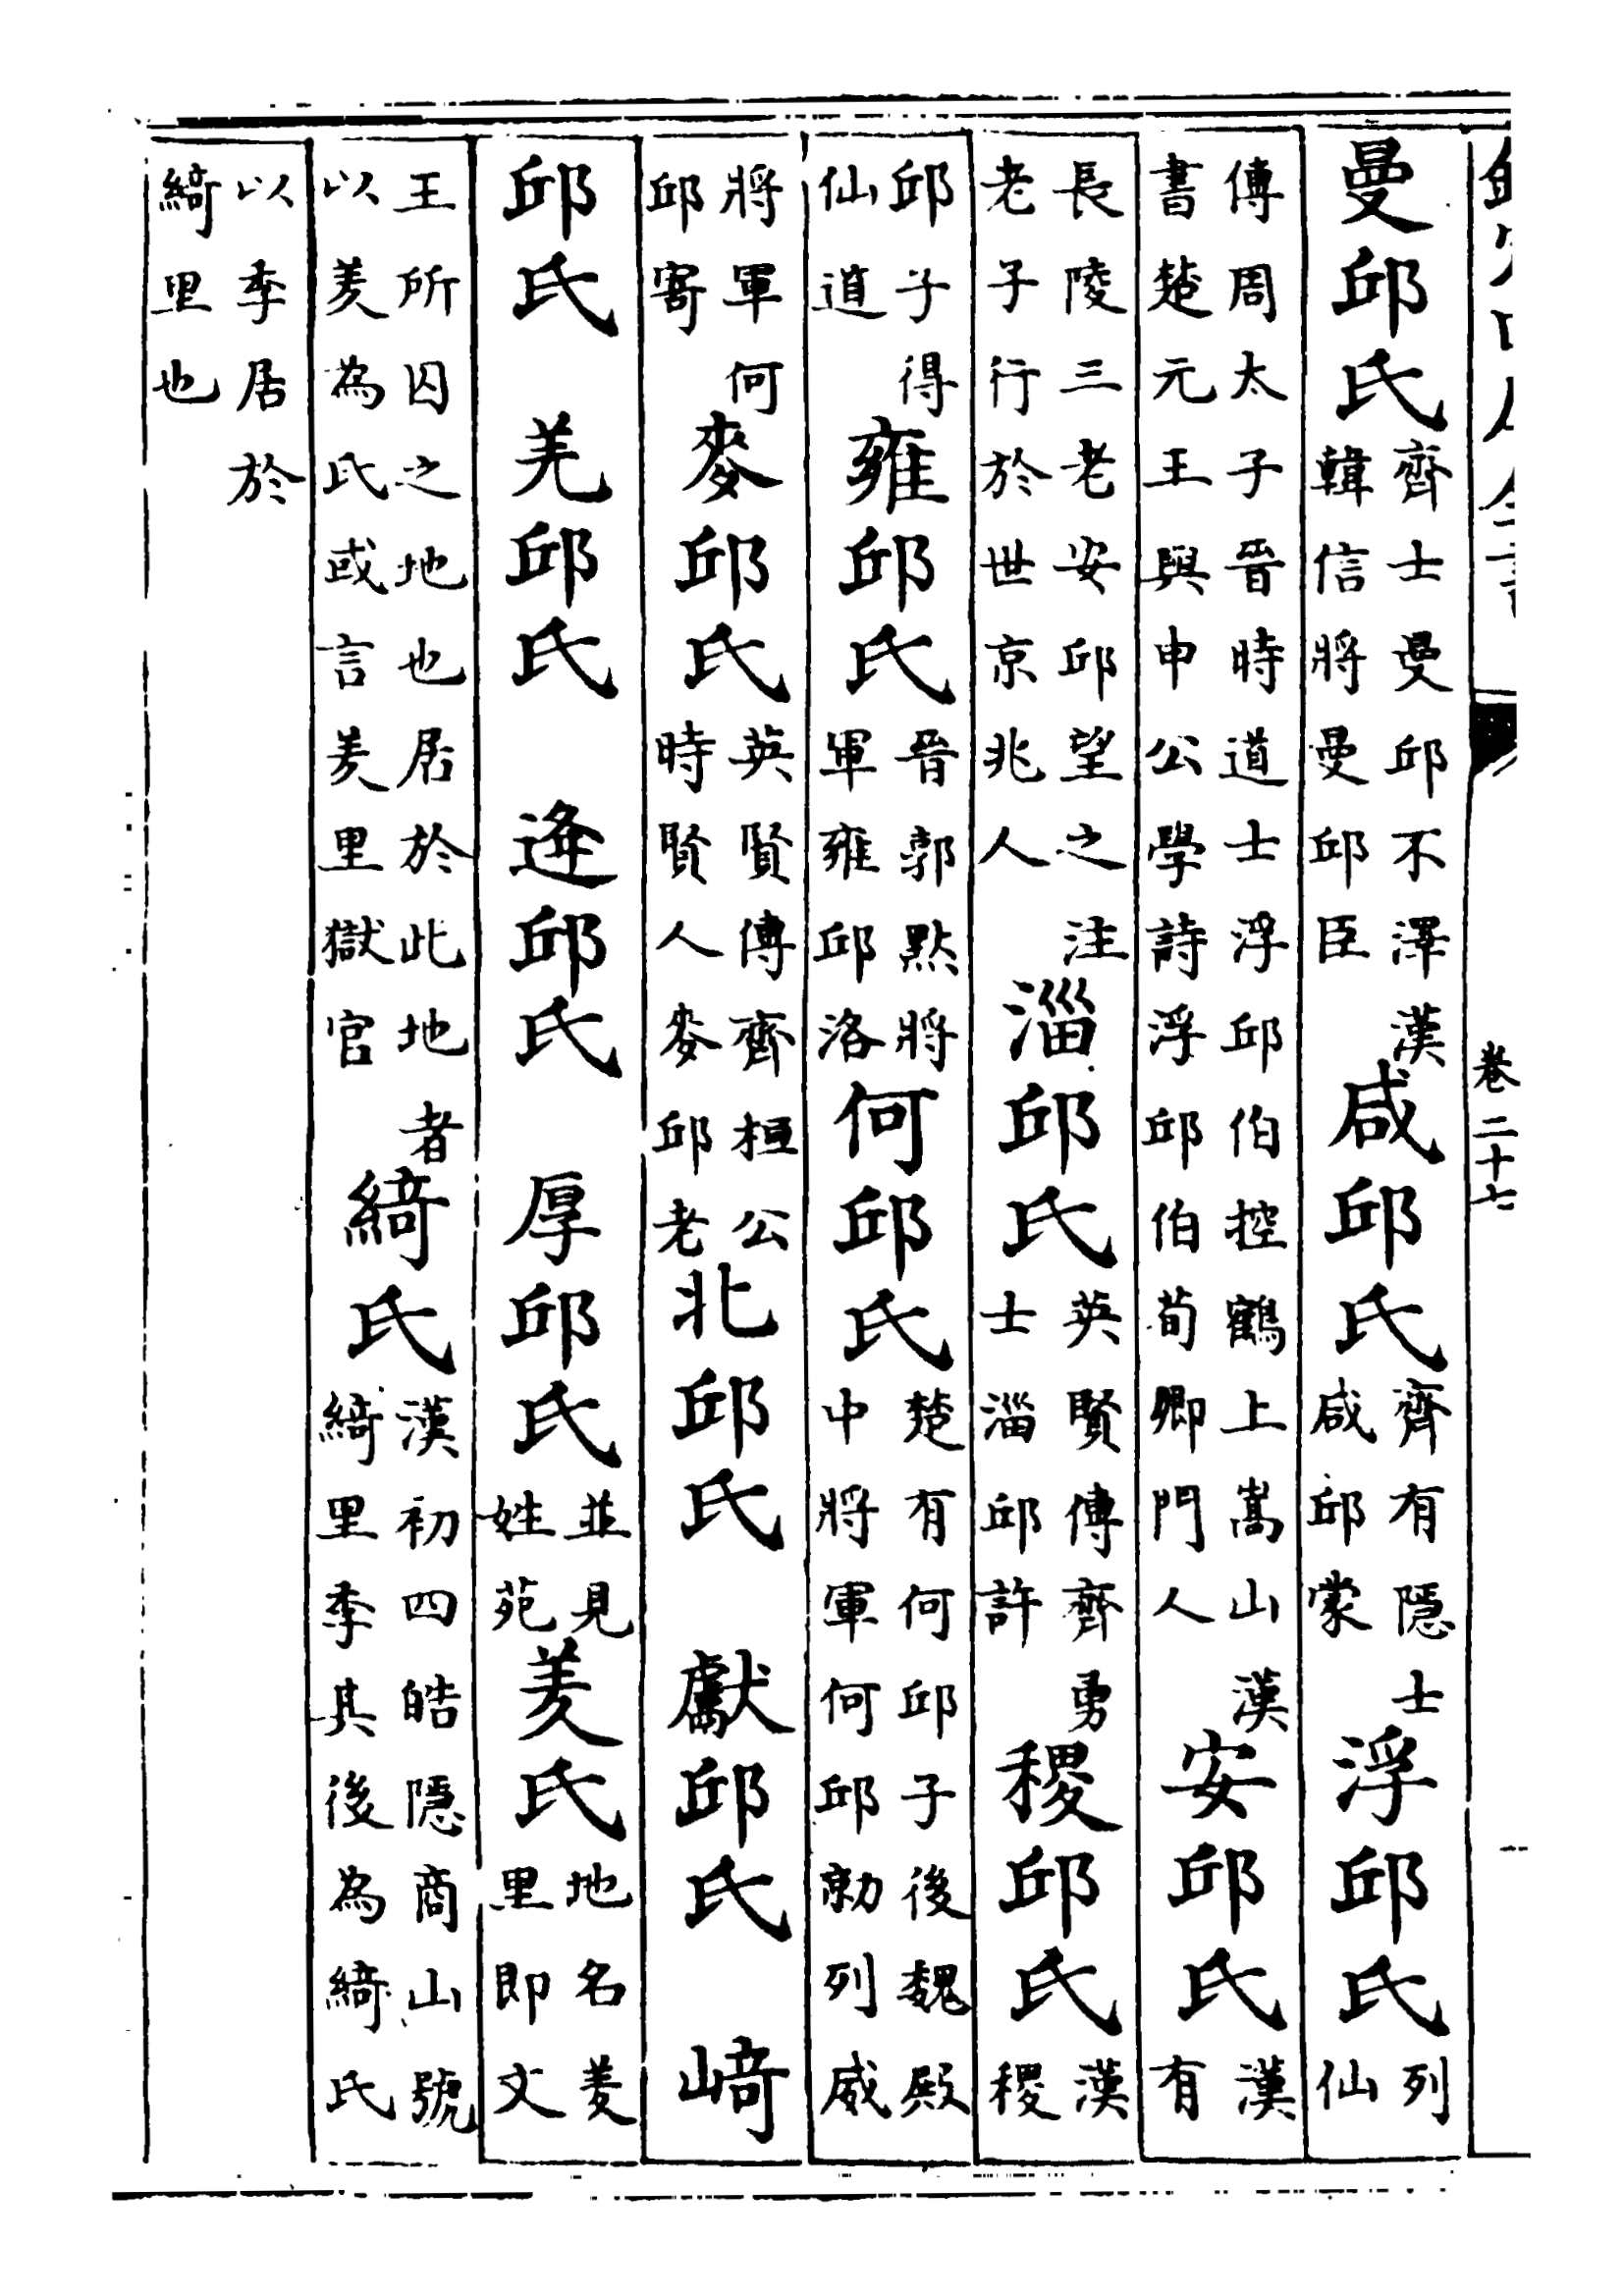 卷二十七
曼邱氏齊士曼邱不澤漢韓信將曼邱臣咸邱氏齊有隱士咸邱蒙浮邱氏列仙
傳周太子晉時道士浮邱伯控鶴上嵩山漢書楚元王與申公學詩浮邱伯荀卿門人安邱氏漢有
長陵三老安邱望之注老子行於世京兆人淄邱氏英賢傳齊勇士淄邱許稷邱氏漢稷
邱子得仙道雍邱氏晉郭黙將軍雍邱洛何邱氏楚有何邱子後魏殿中將軍何邱勑列威
將軍何邱寄麥邱氏英賢傳齊桓公時賢人麥邱老北邱氏 獻邱氏 崎
邱氏 羌邱氏 逄邱氏 厚邱氏並見姓苑羑氏地名羑里即文
王所囚之地也居於此地者以羑為氏或言羑里獄官綺氏漢初四皓隱商山號綺里季其後為綺氏
以季居於綺里也